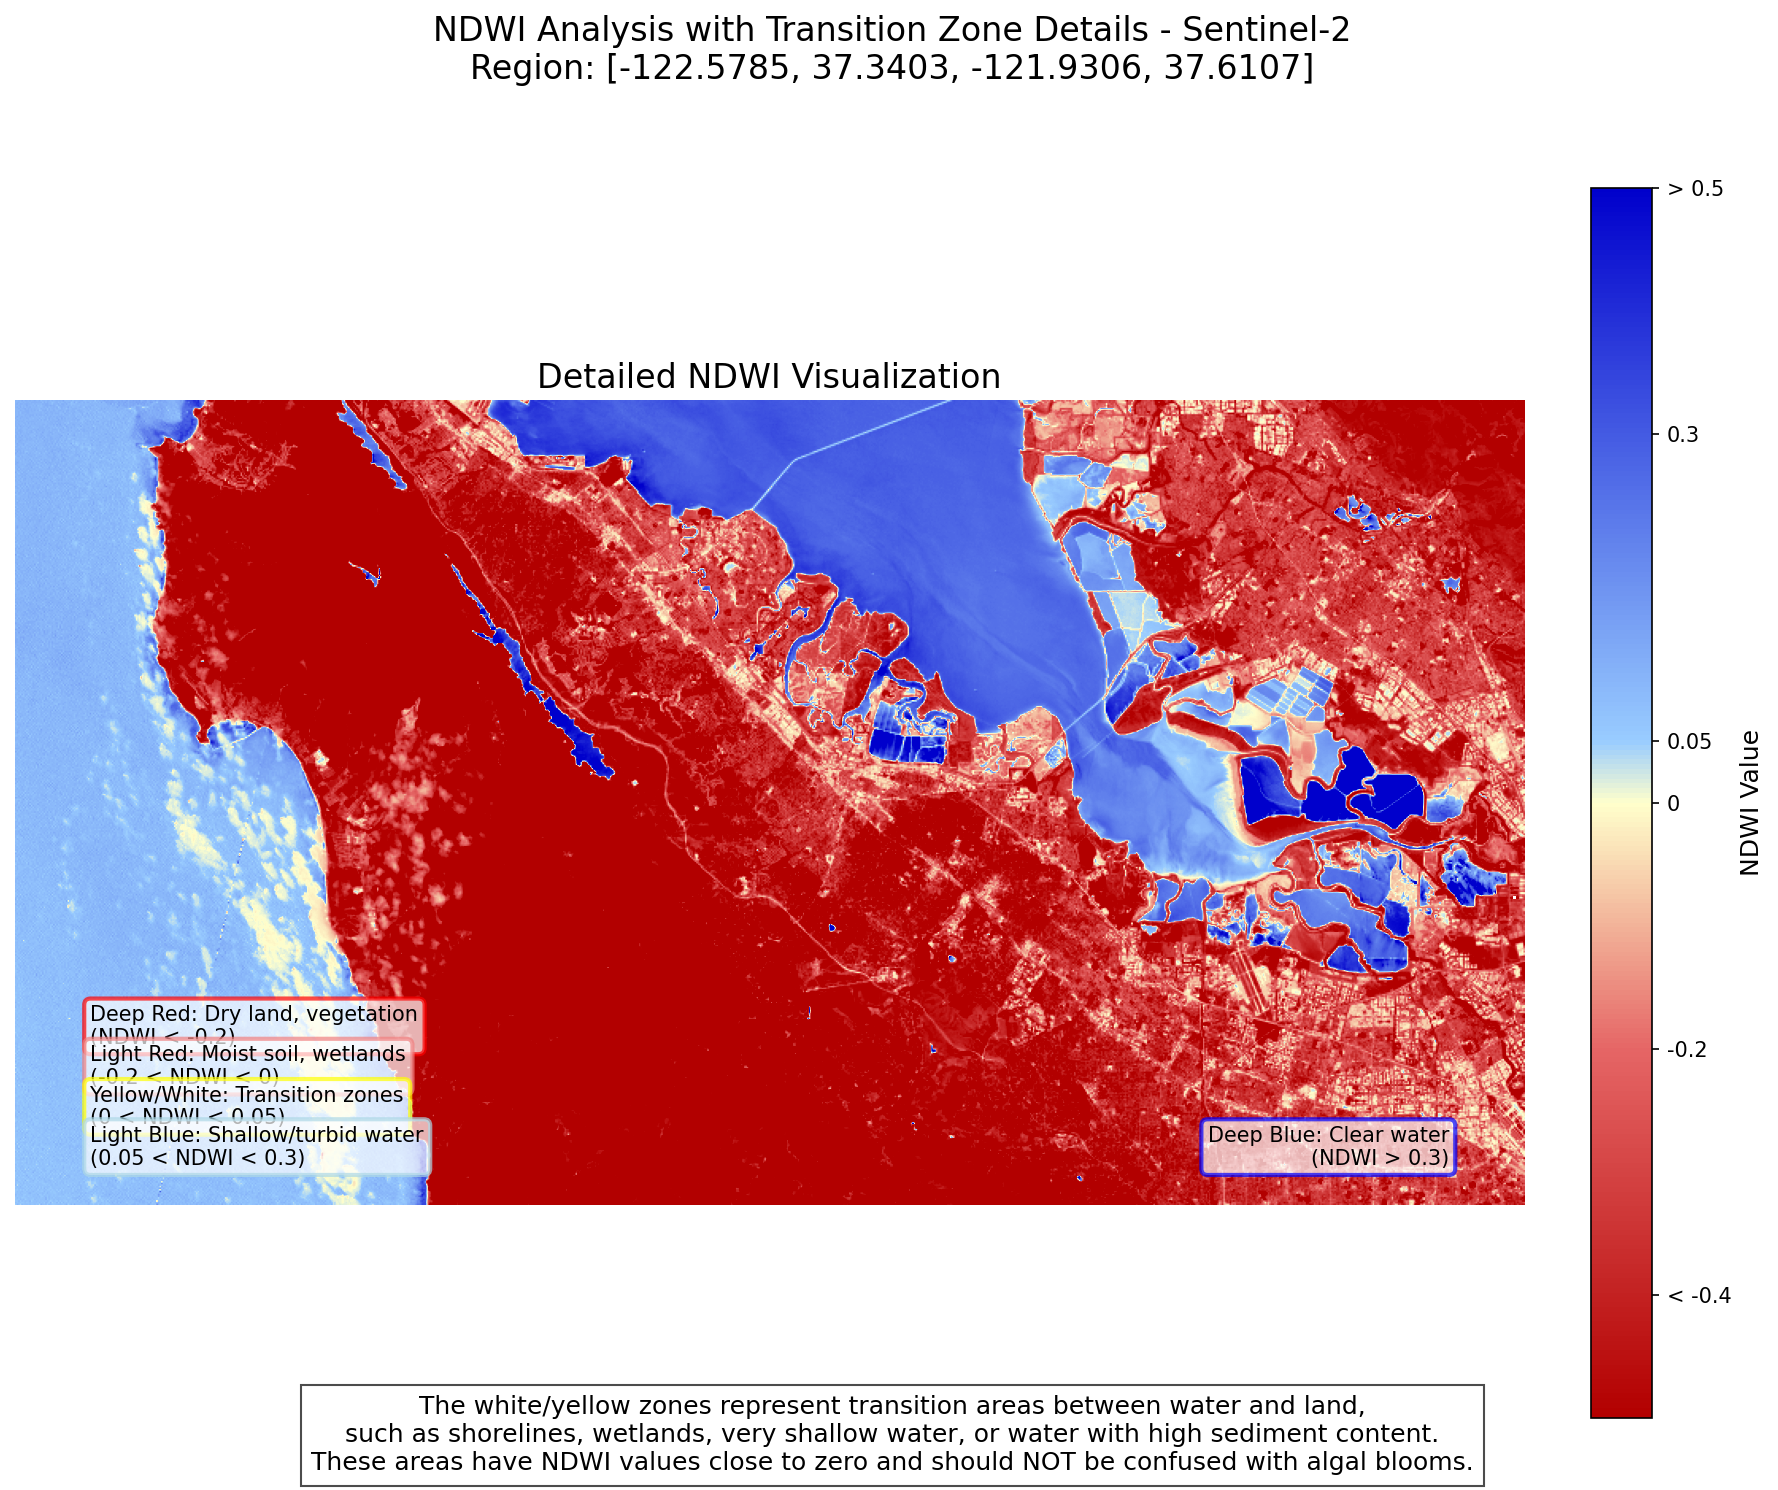 NDWI Analysis with Transition Zone Details - Sentinel-2
Region: [-122.5785, 37.3403, -121.9306, 37.6107]
Detailed NDWI Visualization
> 0.5
0.3
0.05
0
-0.2
< -0.4
NDWI Value
Deep Red: Dry land, vegetation
(NDWI < -0.2)
Light Red: Moist soil, wetlands
(-0.2 < NDWI < 0)
Yellow/White: Transition zones
(0 < NDWI < 0.05)
Light Blue: Shallow/turbid water
(0.05 < NDWI < 0.3)
Deep Blue: Clear water
(NDWI > 0.3)
The white/yellow zones represent transition areas between water and land,
such as shorelines, wetlands, very shallow water, or water with high sediment content.
These areas have NDWI values close to zero and should NOT be confused with algal blooms.